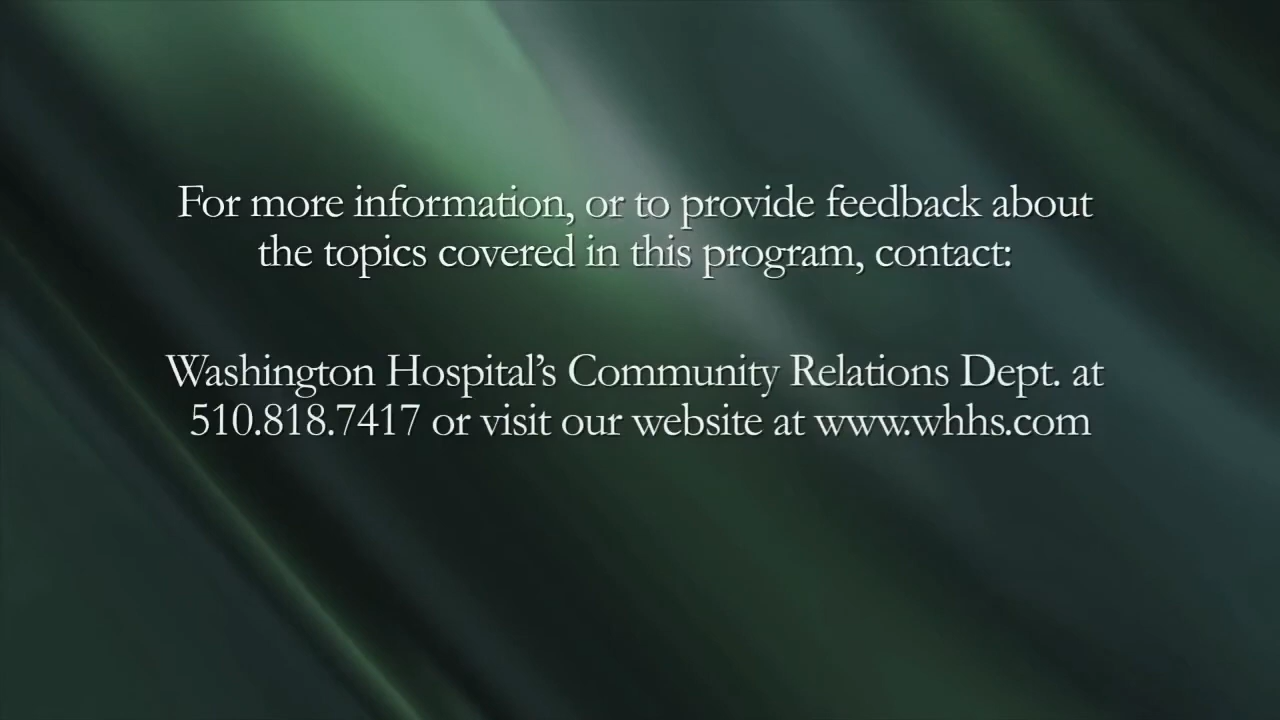 For more information, or to provide feedback about
the topics covered in this program, contact:
Washington Hospital’s Community Relations Dept. at
510.818.7417 or visit our website at www.whhs.com